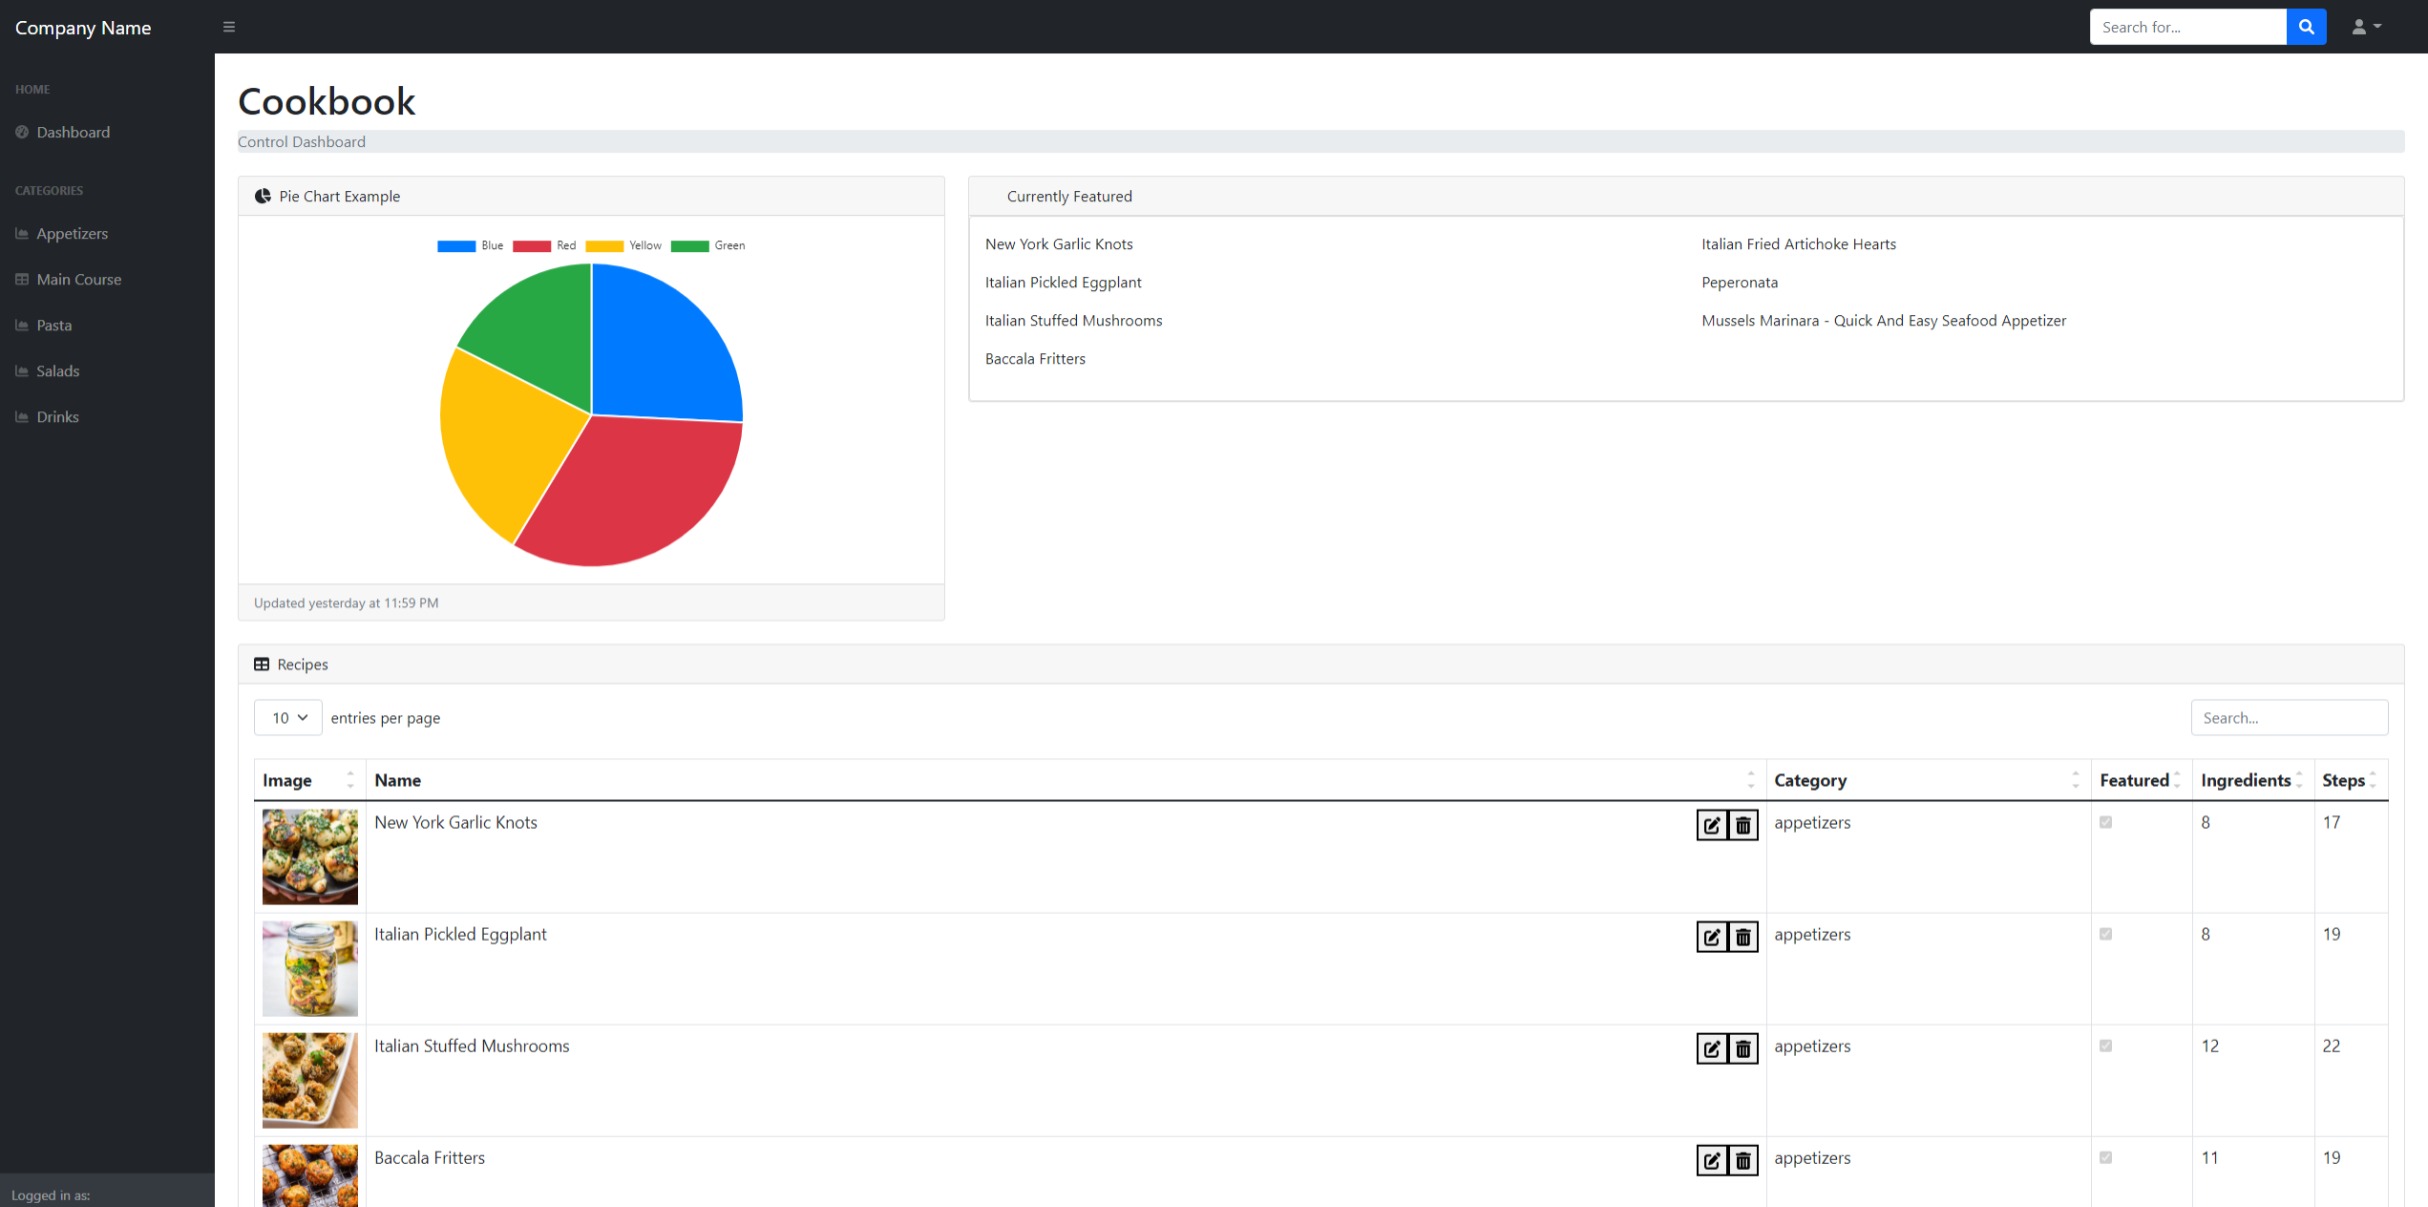 Company Name
Search for...
HOME
Dashboard
CATEGORIES
Appetizers
Main Course
Pasta
Salads
Drinks
Logged in as:
Cookbook
Control Dashboard
Pie Chart Example
Blue Red Yellow Green
Updated yesterday at 11:59 PM
Currently Featured
New York Garlic Knots
Italian Fried Artichoke Hearts
Italian Pickled Eggplant
Peperonata
Italian Stuffed Mushrooms
Mussels Marinara - Quick And Easy Seafood Appetizer
Baccala Fritters
Recipes
10 entries per page
Search...
Image Name Category Featured Ingredients Steps
New York Garlic Knots appetizers 8 17
Italian Pickled Eggplant appetizers 8 19
Italian Stuffed Mushrooms appetizers 12 22
Baccala Fritters appetizers 11 19